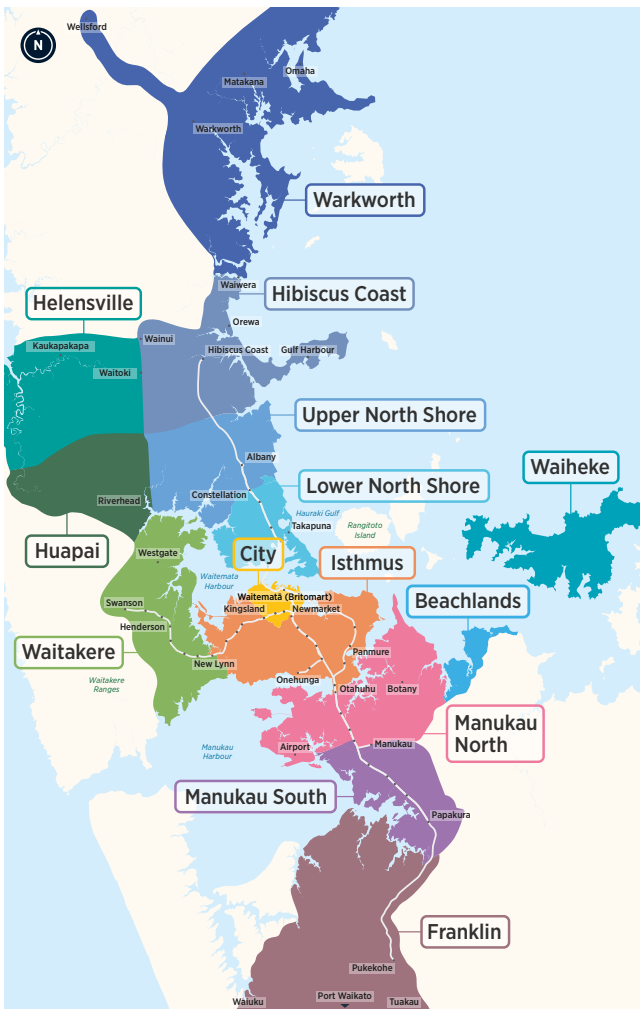 Wellsford
N
Omaha
Matakana
Warkworth
Warkworth
Waiwera
Hibiscus Coast
Helensville
Orewa
Wainui
Kaukapakapa
Hibiscus Coast
Gulf Harbour
Waitoki
Upper North Shore
Albany
Waiheke
Constellation
Lower North Shore
Riverhead
Hauraki Gulf
Takapuna
Rangitoto
Island
Huapai
Westgate
City
Isthmus
Waitemata
Harbour
Waitematā (Britomart)
Beachlands
Swanson
Kingsland
Newmarket
Henderson
Waitakere
Panmure
New Lynn
Onehunga
Otahuhu
Botany
Waitakere
Ranges
Manukau
North
Manukau
Harbour
Airport
Manukau
Manukau South
Papakura
Franklin
Pukekohe
Waiuku
Port Waikato
Tuakau